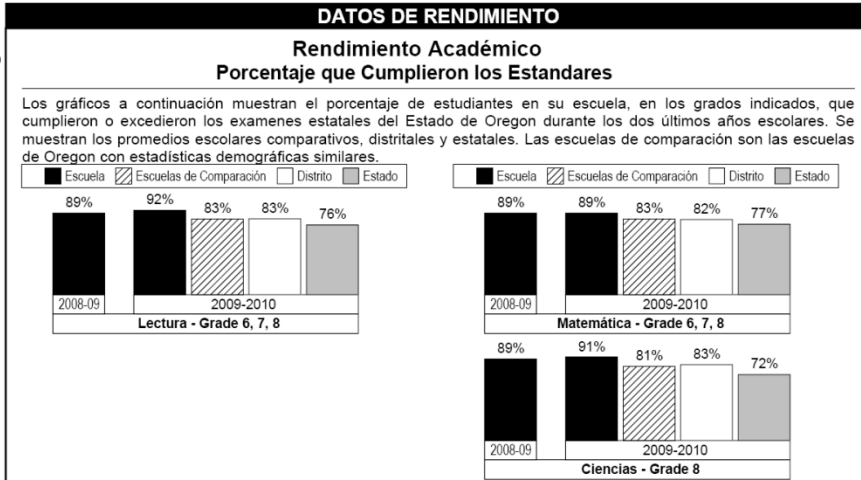 DATOS DE RENDIMIENTO
Rendimiento Académico
Porcentaje que Cumplieron los Estandares
Los gráficos a continuación muestran el porcentaje de estudiantes en su escuela, en los grados indicados, que
cumplieron o excedieron los examenes estatales del Estado de Oregon durante los dos últimos años escolares. Se
muestran los promedios escolares comparativos, distritales y estatales. Las escuelas de comparación son las escuelas
de Oregon con estadísticas demográficas similares.
Escuela Escuelas de Comparación Distrito Estado
89% 92% 83% 83% 76%
2008-09 2009-2010
Lectura - Grade 6, 7, 8
Escuela Escuelas de Comparación Distrito Estado
89% 89% 83% 82% 77%
2008-09 2009-2010
Matemática - Grade 6, 7, 8
89% 91% 81% 83% 72%
2008-09 2009-2010
Ciencias - Grade 8